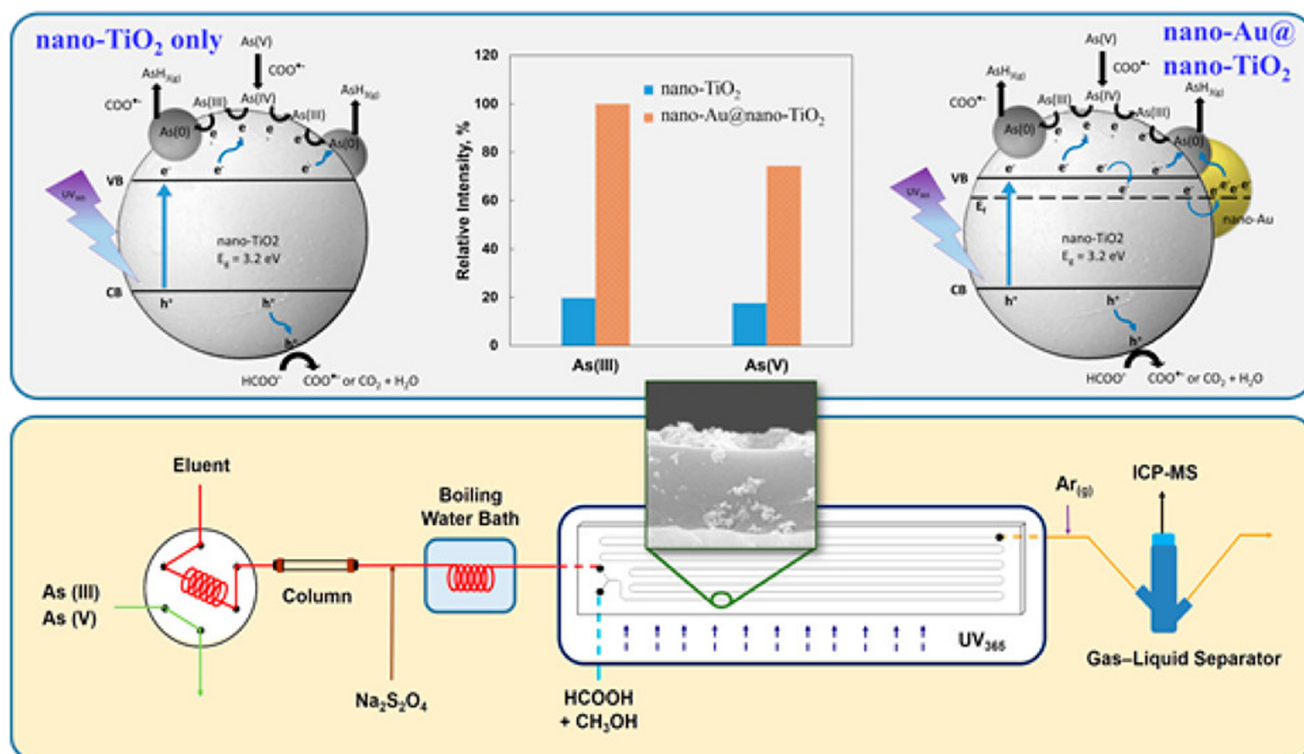 nano-TiO₂ only
As(V)
COO•-
AsH3(g)
COO•-
As(III)
As(IV)
As(III)
AsH3(g)
As(0)
e
e
e
e
As(0)
e-
e-
e-
VB
UV365
nano-TiO2
Eg = 3.2 eV
CB
h+
h+
h+
HCOO-
COO•- or CO₂ + H₂O
120
100
80
60
40
20
0
Relative Intensity, %
nano-TiO₂
nano-Au@nano-TiO₂
As(III)
As(V)
nano-Au@
nano-TiO₂
As(V)
COO•-
AsH3(g)
COO•-
As(III)
As(IV)
As(III)
AsH3(g)
As(0)
e
e
e
e
As(0)
e-
e-
e-
e-
VB
e-
e-
e- e- e- e-
Ef
nano-Au
UV365
nano-TiO2
Eg = 3.2 eV
CB
h+
h+
h+
HCOO-
COO•- or CO₂ + H₂O
Eluent
As (III)
As (V)
Column
Na₂S₂O₄
Boiling
Water Bath
HCOOH
+ CH₃OH
UV365
Ar(g)
ICP-MS
Gas–Liquid Separator